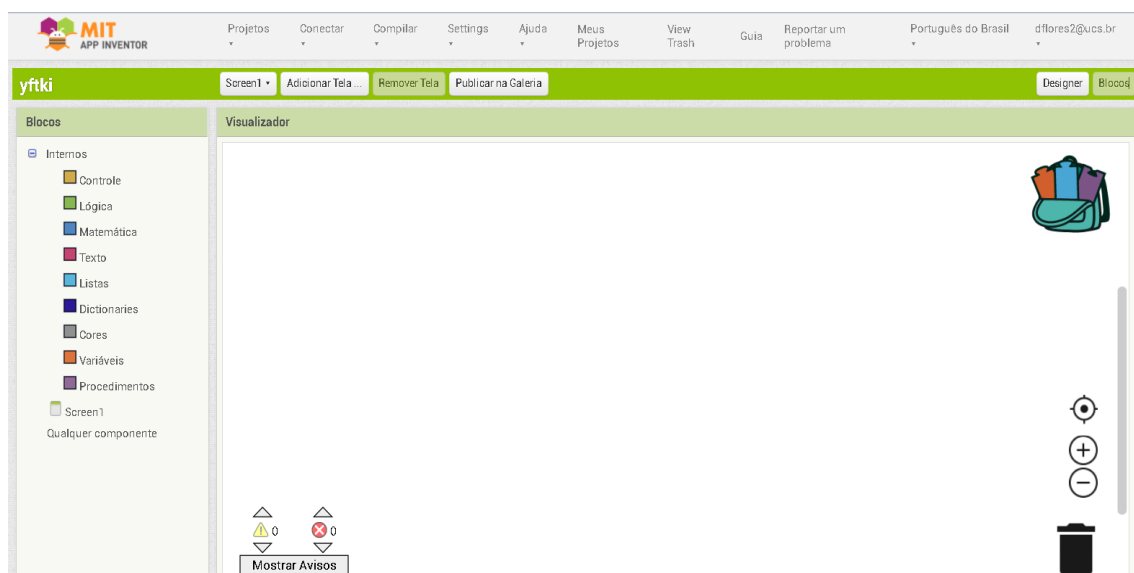 MIT
APP INVENTOR
Projetos
Conectar
Compilar
Settings
Ajuda
Meus
Projetos
View
Trash
Guia
Reportar um
problema
Português do Brasil
dflores2@ucs.br
yftki
Screen1
Adicionar Tela ...
Remover Tela
Publicar na Galeria
Designer
Blocos
Blocos
Visualizador
Internos
Controle
Lógica
Matemática
Texto
Listas
Dictionaries
Cores
Variáveis
Procedimentos
Screen1
Qualquer componente
0
0
Mostrar Avisos